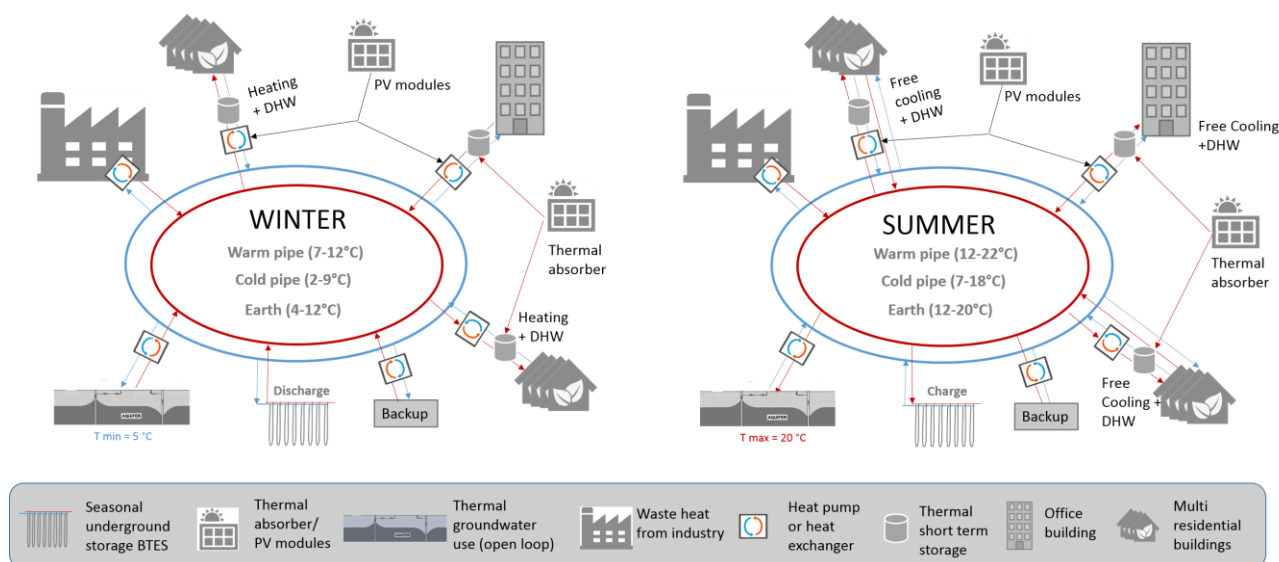 Heating
+ DHW
PV modules
WINTER
Warm pipe (7-12°C)
Cold pipe (2-9°C)
Earth (4-12°C)
Thermal
absorber
Heating
+ DHW
Discharge
Backup
AQUIFER
T min = 5 °C
Free
cooling
+ DHW
PV modules
Free Cooling
+DHW
SUMMER
Warm pipe (12-22°C)
Cold pipe (7-18°C)
Earth (12-20°C)
Thermal
absorber
Free
Cooling +
DHW
Charge
Backup
AQUIFER
T max = 20 °C
Seasonal
underground
storage BTES
Thermal
absorber/
PV modules
Thermal
groundwater
use (open loop)
Waste heat
from industry
Heat pump
or heat
exchanger
Thermal
short term
storage
Office
building
Multi
residential
buildings